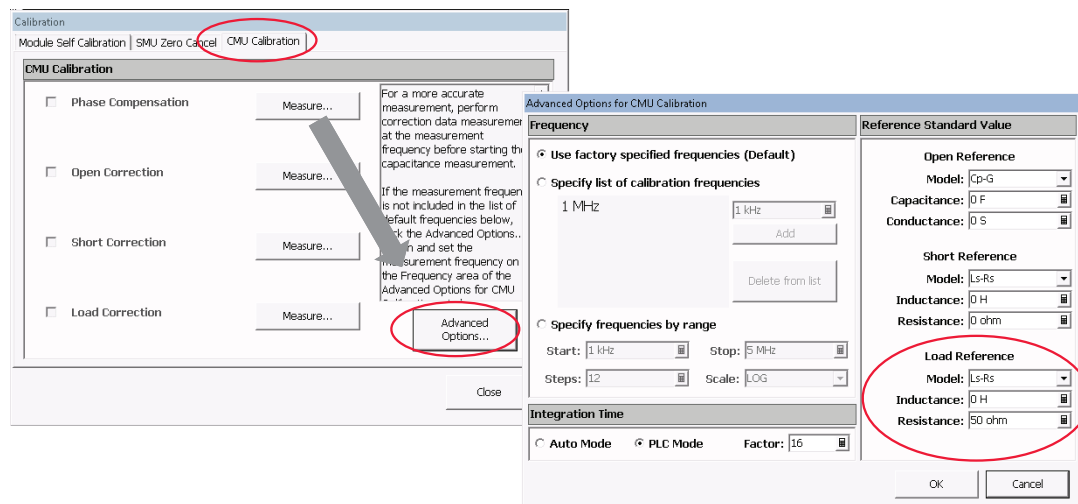 Calibration
Module Self Calibration
SMU Zero Cancel
CMU Calibration
CMU Calibration
Phase Compensation
Measure...
Open Correction
Measure...
Short Correction
Measure...
Load Correction
Measure...
For a more accurate
measurement, perform
correction data
at the measurement
frequency before starting
capacitance measurement.
If the measurement
is not included in the list of
default frequencies below,
the Advanced Options...
and set the
frequency on
the Frequency area of the
Advanced Options for CMU
Advanced
Options...
Close
Advanced Options for CMU Calibration
Frequency
Use factory specified frequencies (Default)
Specify list of calibration frequencies
1 MHz
1 kHz
Add
Delete from list
Specify frequencies by range
Start: 1 kHz
Stop: 5 MHz
Steps: 12
Scale: LOG
Integration Time
Auto Mode
PLC Mode
Factor: 16
Reference Standard Value
Open Reference
Model: Cp-G
Capacitance: 0 F
Conductance: 0 S
Short Reference
Model: Ls-Rs
Inductance: 0 H
Resistance: 0 ohm
Load Reference
Model: Ls-Rs
Inductance: 0 H
Resistance: 50 ohm
OK
Cancel